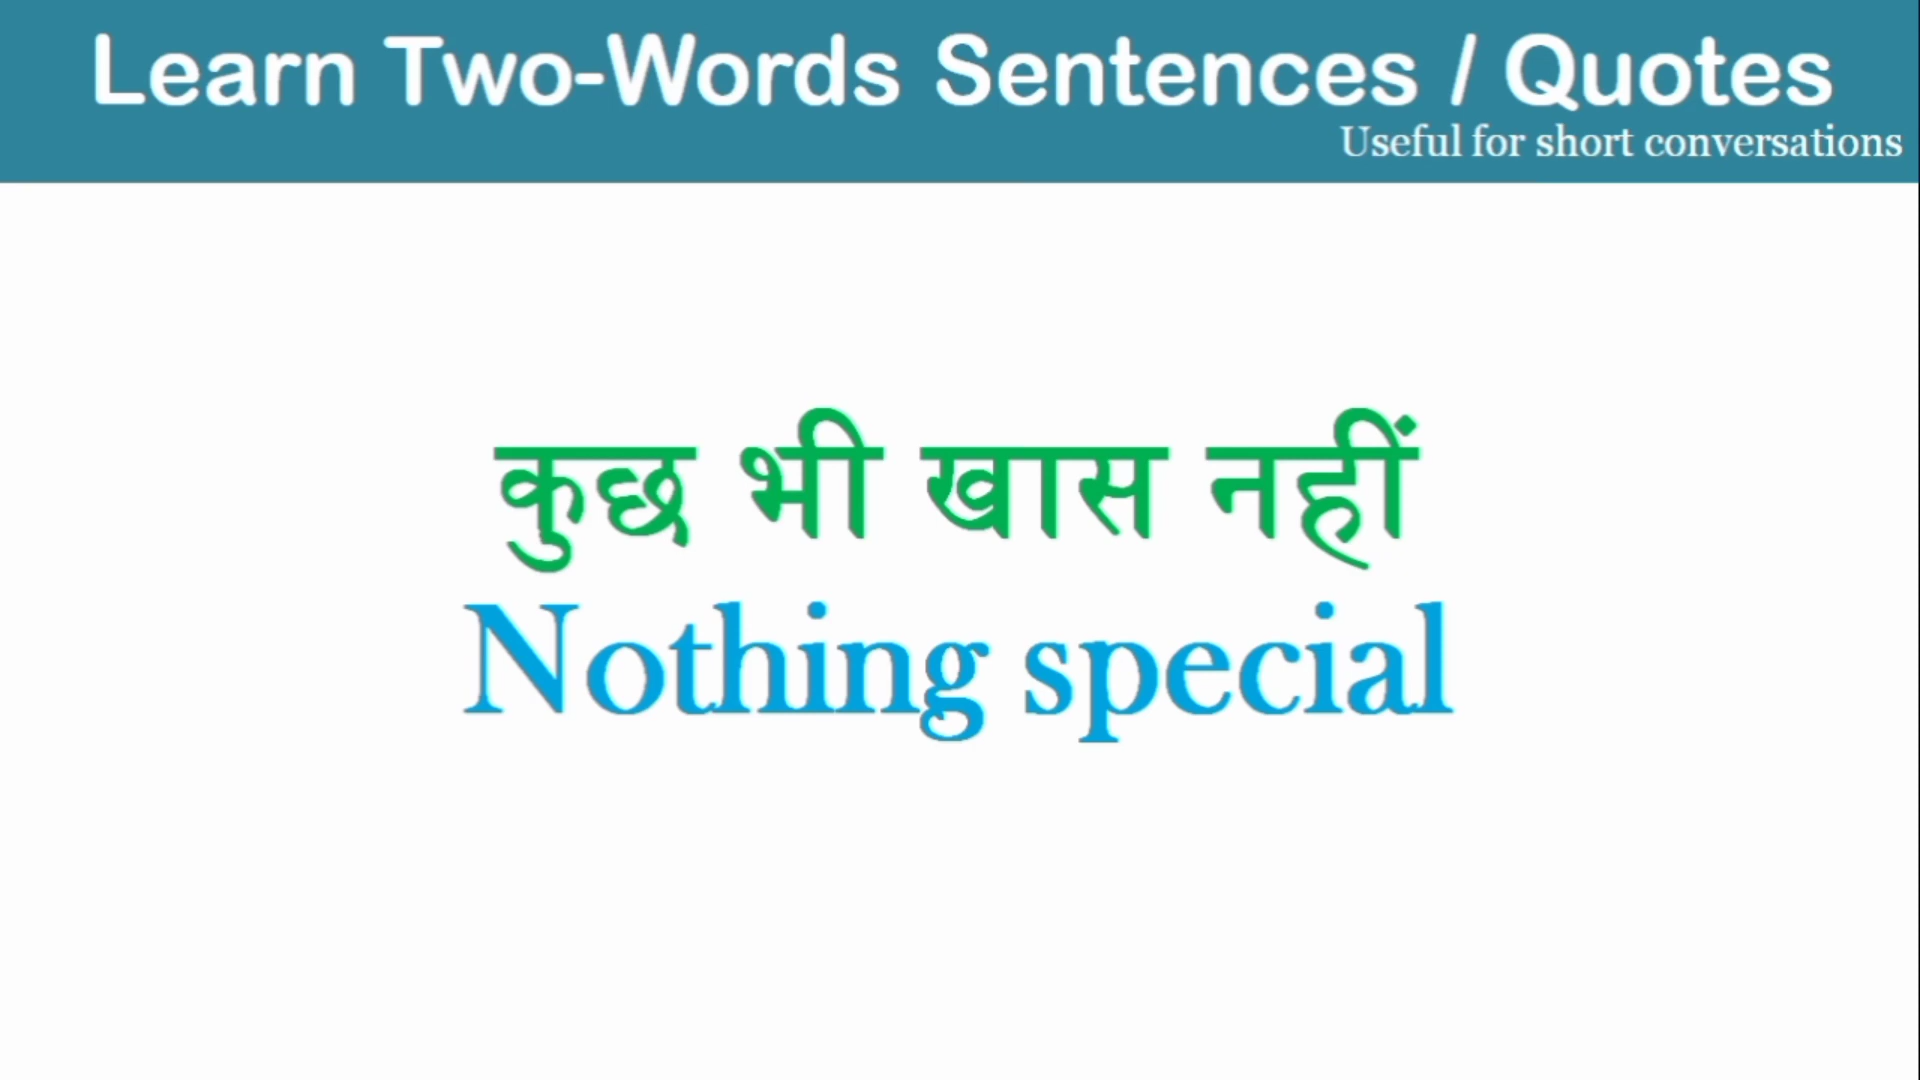 Learn Two-Words Sentences / Quotes
Useful for short conversations
कुछ भी खास नहीं
Nothing special